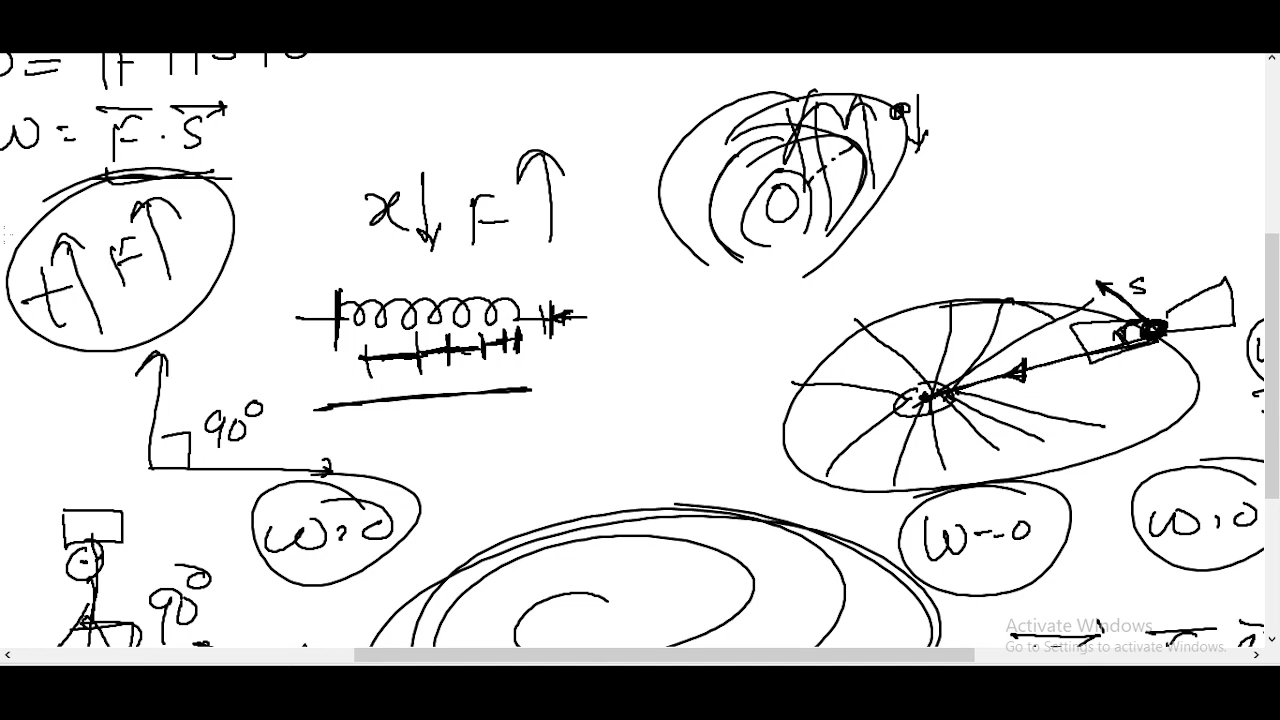 W = F . S
x F
t F
S
90°
W = 0
W = 0
W = 0
90°
Activate Windows
Go to Settings to activate Windows.